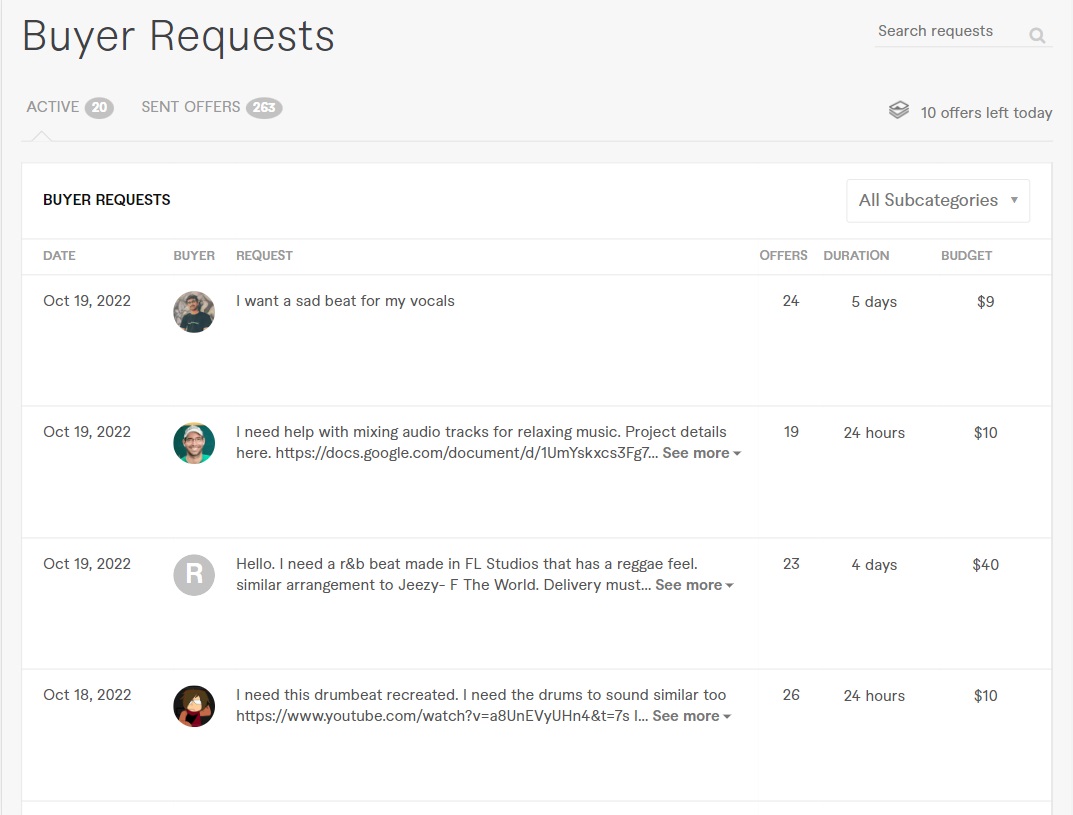 Buyer Requests
Search requests
ACTIVE 20 SENT OFFERS 263
10 offers left today
BUYER REQUESTS
All Subcategories
DATE BUYER REQUEST OFFERS DURATION BUDGET
Oct 19, 2022 I want a sad beat for my vocals 24 5 days $9
Oct 19, 2022 I need help with mixing audio tracks for relaxing music. Project details 19 24 hours $10
here. https://docs.google.com/document/d/1UmYskxcs3Fg7... See more
Oct 19, 2022 R Hello. I need a r&b beat made in FL Studios that has a reggae feel. 23 4 days $40
similar arrangement to Jeezy- F The World. Delivery must... See more
Oct 18, 2022 I need this drumbeat recreated. I need the drums to sound similar too 26 24 hours $10
https://www.youtube.com/watch?v=a8UnEVyUHn4&t=7s I... See more